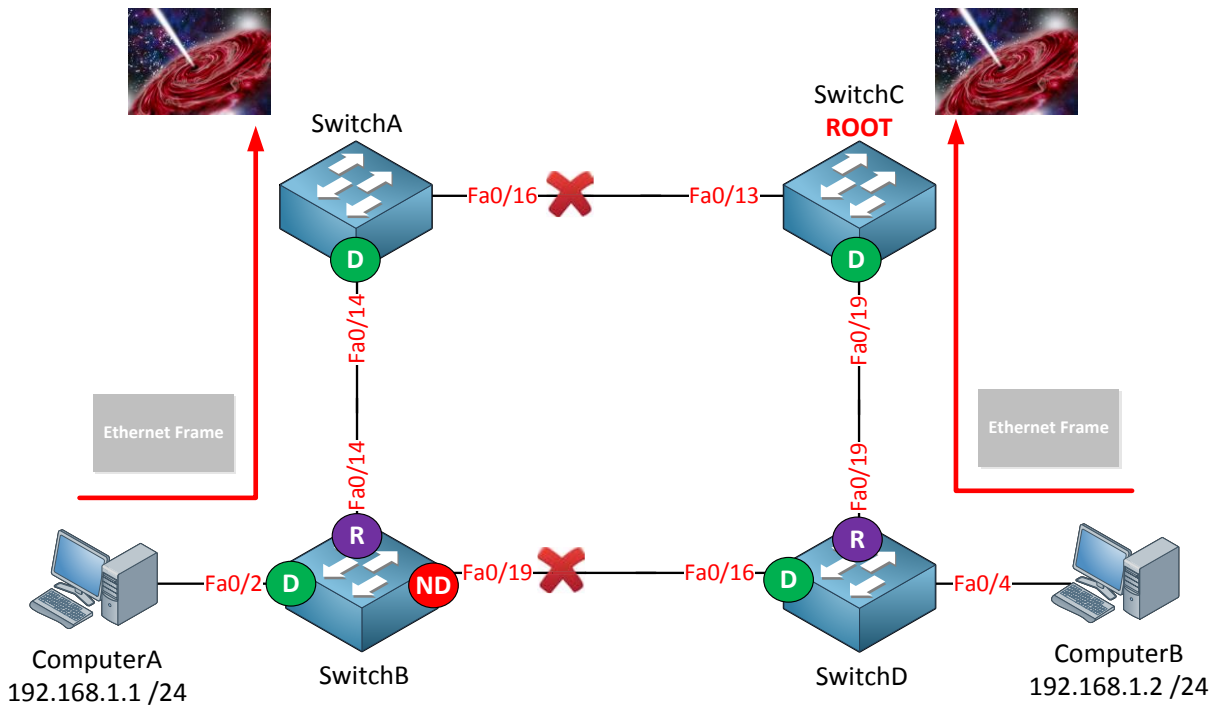 SwitchA
SwitchC
ROOT
Fa0/16
Fa0/13
D
D
Fa0/14
Fa0/19
Ethernet Frame
Ethernet Frame
Fa0/14
Fa0/19
R
R
Fa0/2
D
ND
Fa0/19
Fa0/16
D
Fa0/4
ComputerA
192.168.1.1 /24
SwitchB
SwitchD
ComputerB
192.168.1.2 /24